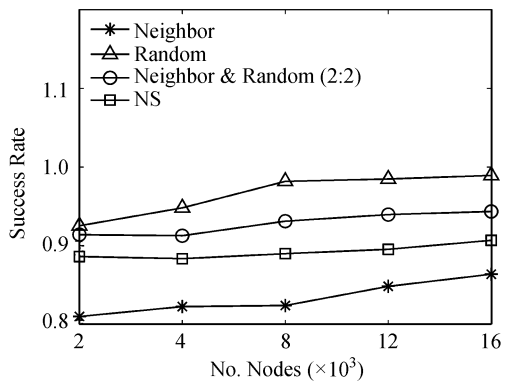 Neighbor
Random
Neighbor & Random (2:2)
NS
1.1
1.0
0.9
0.8
Success Rate
2 4 8 12 16
No. Nodes (×10³)